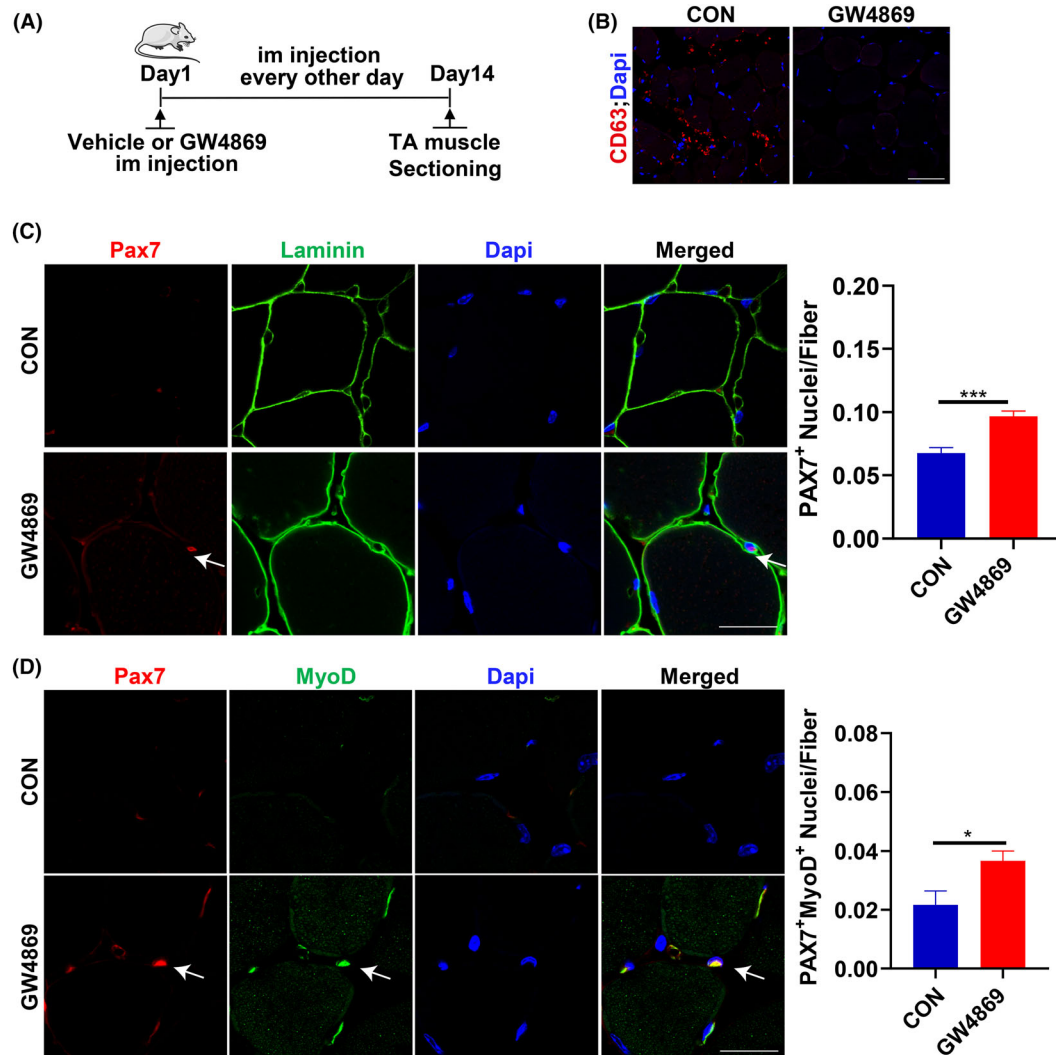 (A)
Day1
im injection
every other day
Day14
Vehicle or GW4869
im injection
TA muscle
Sectioning
(B)
CON
GW4869
CD63;Dapi
(C)
Pax7
Laminin
Dapi
Merged
CON
GW4869
PAX7+ Nuclei/Fiber
0.20
0.15
0.10
0.05
0.00
***
CON
GW4869
(D)
Pax7
MyoD
Dapi
Merged
CON
GW4869
PAX7+MyoD+ Nuclei/Fiber
0.08
0.06
0.04
0.02
0.00
*
CON
GW4869